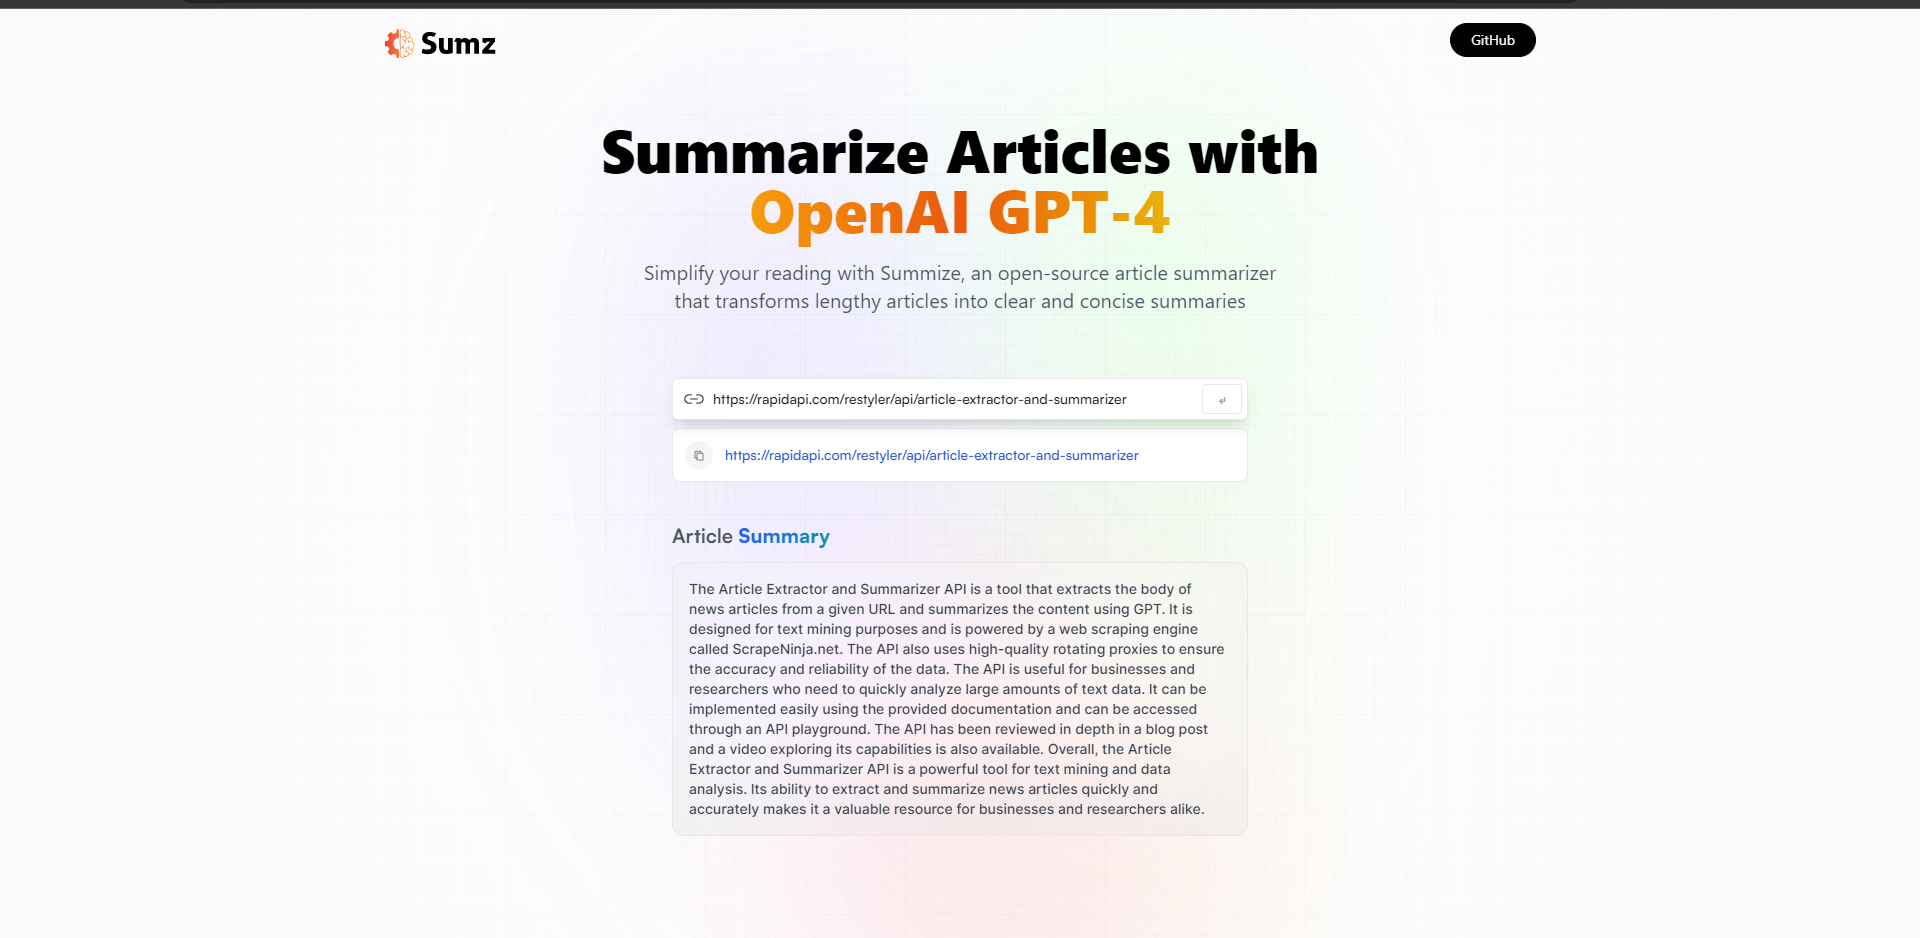 Sumz
GitHub
Summarize Articles with
OpenAI GPT-4
Simplify your reading with Summize, an open-source article summarizer
that transforms lengthy articles into clear and concise summaries
https://rapidapi.com/restyler/api/article-extractor-and-summarizer
https://rapidapi.com/restyler/api/article-extractor-and-summarizer
Article Summary
The Article Extractor and Summarizer API is a tool that extracts the body of
news articles from a given URL and summarizes the content using GPT. It is
designed for text mining purposes and is powered by a web scraping engine
called ScrapeNinja.net. The API also uses high-quality rotating proxies to ensure
the accuracy and reliability of the data. The API is useful for businesses and
researchers who need to quickly analyze large amounts of text data. It can be
implemented easily using the provided documentation and can be accessed
through an API playground. The API has been reviewed in depth in a blog post
and a video exploring its capabilities is also available. Overall, the Article
Extractor and Summarizer API is a powerful tool for text mining and data
analysis. Its ability to extract and summarize news articles quickly and
accurately makes it a valuable resource for businesses and researchers alike.